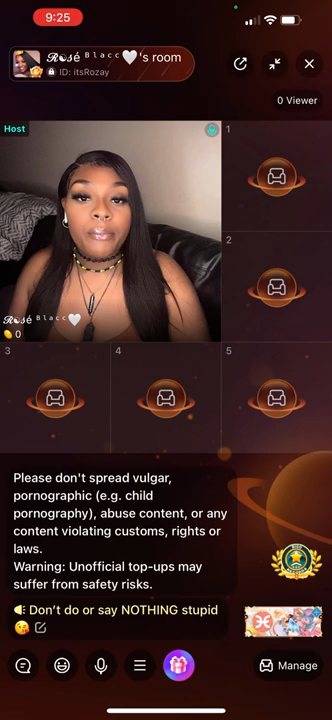 9:25
𝓡☯𝓼é ᴮˡᵃᶜᶜ🤍's room
ID: itsRozay
0 Viewer
Host
1
𝓡☯𝓼é ᴮˡᵃᶜᶜ🤍
0
2
3
4
5
Please don't spread vulgar,
pornographic (e.g. child
pornography), abuse content, or any
content violating customs, rights or
laws.
Warning: Unofficial top-ups may
suffer from safety risks.
Don't do or say NOTHING stupid
😘
Manage